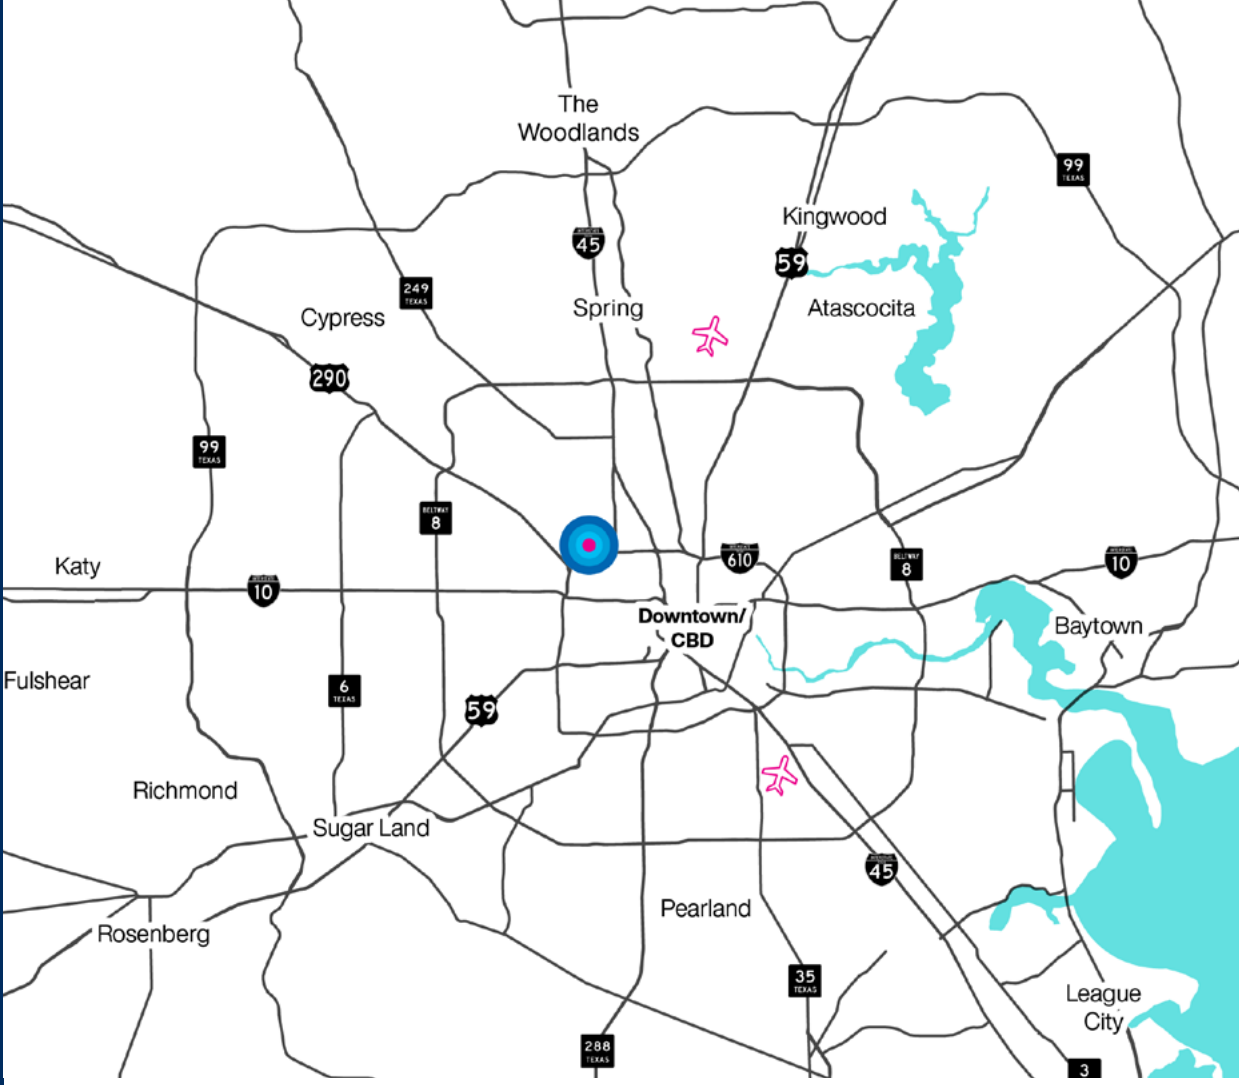 The
Woodlands
99
TEXAS
Kingwood
45
59
249
TEXAS
Spring
Atascocita
Cypress
290
99
TEXAS
BELTWAY
8
610
Katy
10
BELTWAY
8
10
Downtown/
CBD
Baytown
Fulshear
6
TEXAS
59
Richmond
Sugar Land
45
Pearland
Rosenberg
35
TEXAS
League
City
288
TEXAS
3